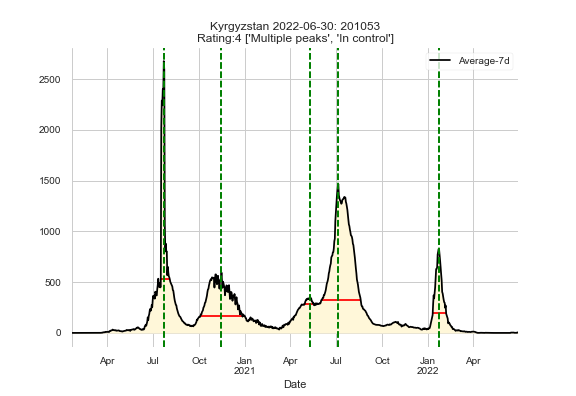 Kyrgyzstan 2022-06-30: 201053
Rating:4 ['Multiple peaks', 'In control']
Average-7d
2500
2000
1500
1000
500
0
Apr Jul Oct Jan Apr Jul Oct Jan Apr
2021 2022
Date